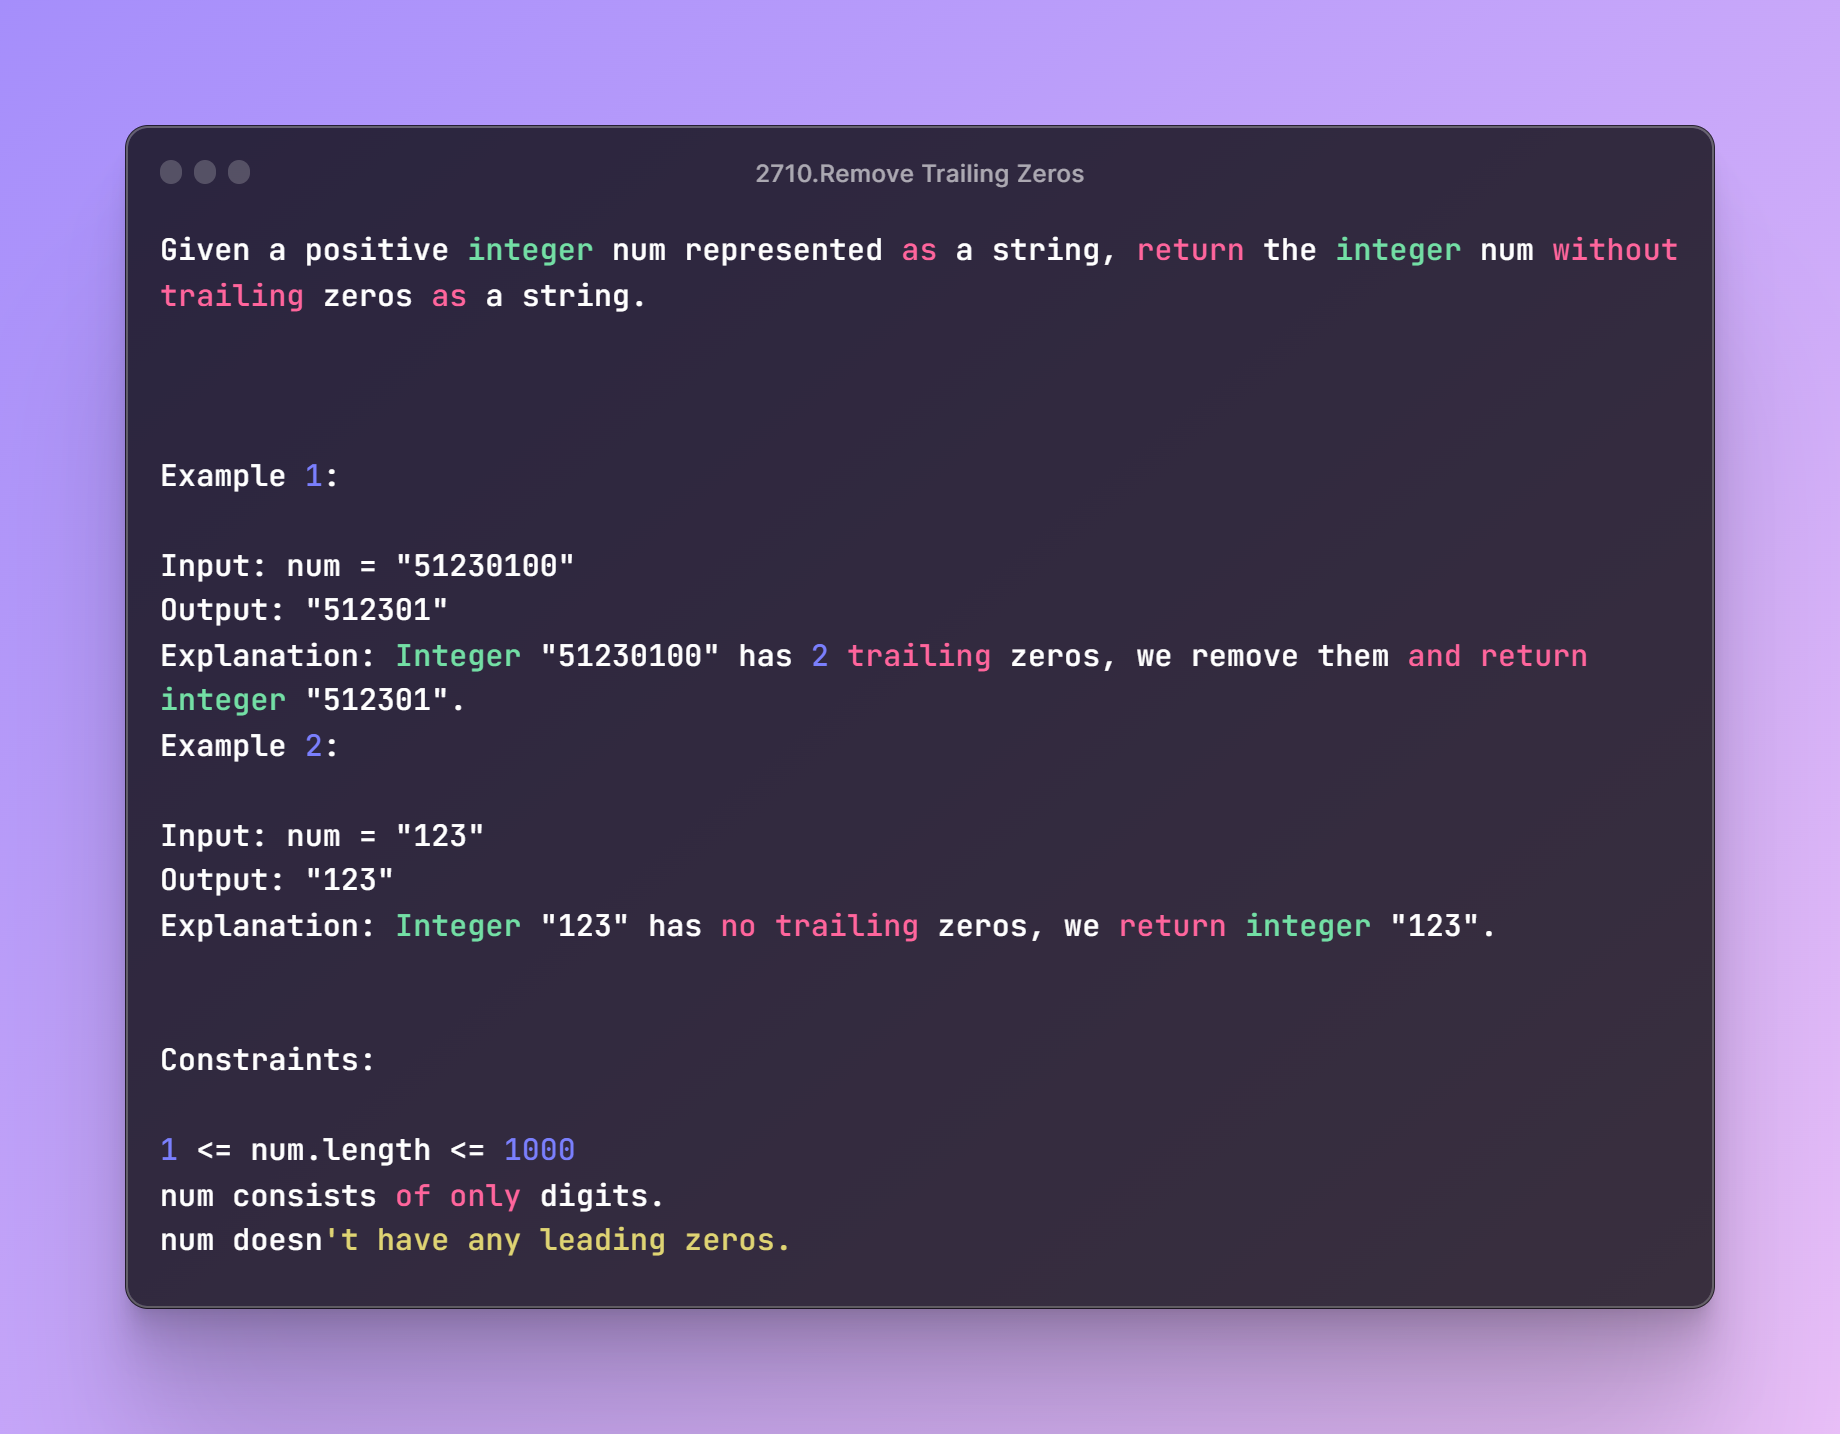 2710.Remove Trailing Zeros
Given a positive integer num represented as a string, return the integer num without
trailing zeros as a string.
Example 1:
Input: num = "51230100"
Output: "512301"
Explanation: Integer "51230100" has 2 trailing zeros, we remove them and return
integer "512301".
Example 2:
Input: num = "123"
Output: "123"
Explanation: Integer "123" has no trailing zeros, we return integer "123".
Constraints:
1 <= num.length <= 1000
num consists of only digits.
num doesn't have any leading zeros.